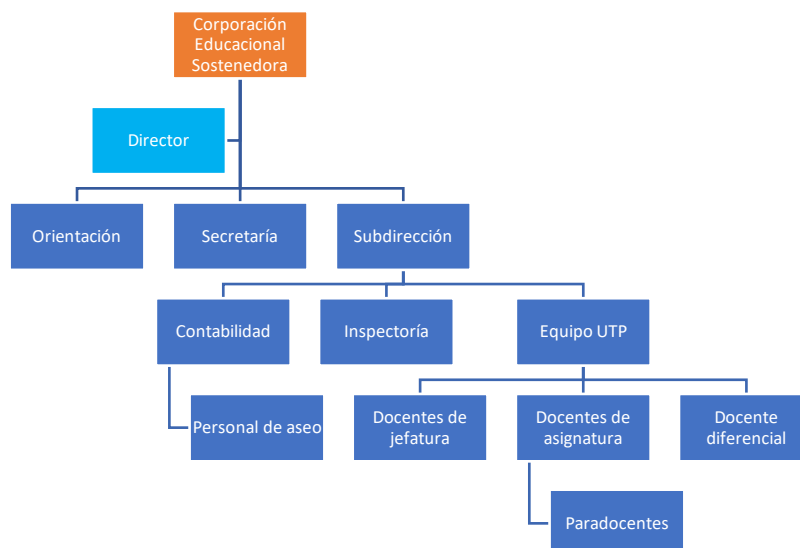 Corporación
Educacional
Sostenedora
Director
Orientación
Secretaría
Subdirección
Contabilidad
Inspectoría
Equipo UTP
Personal de aseo
Docentes de
jefatura
Docentes de
asignatura
Docente
diferencial
Paradocentes